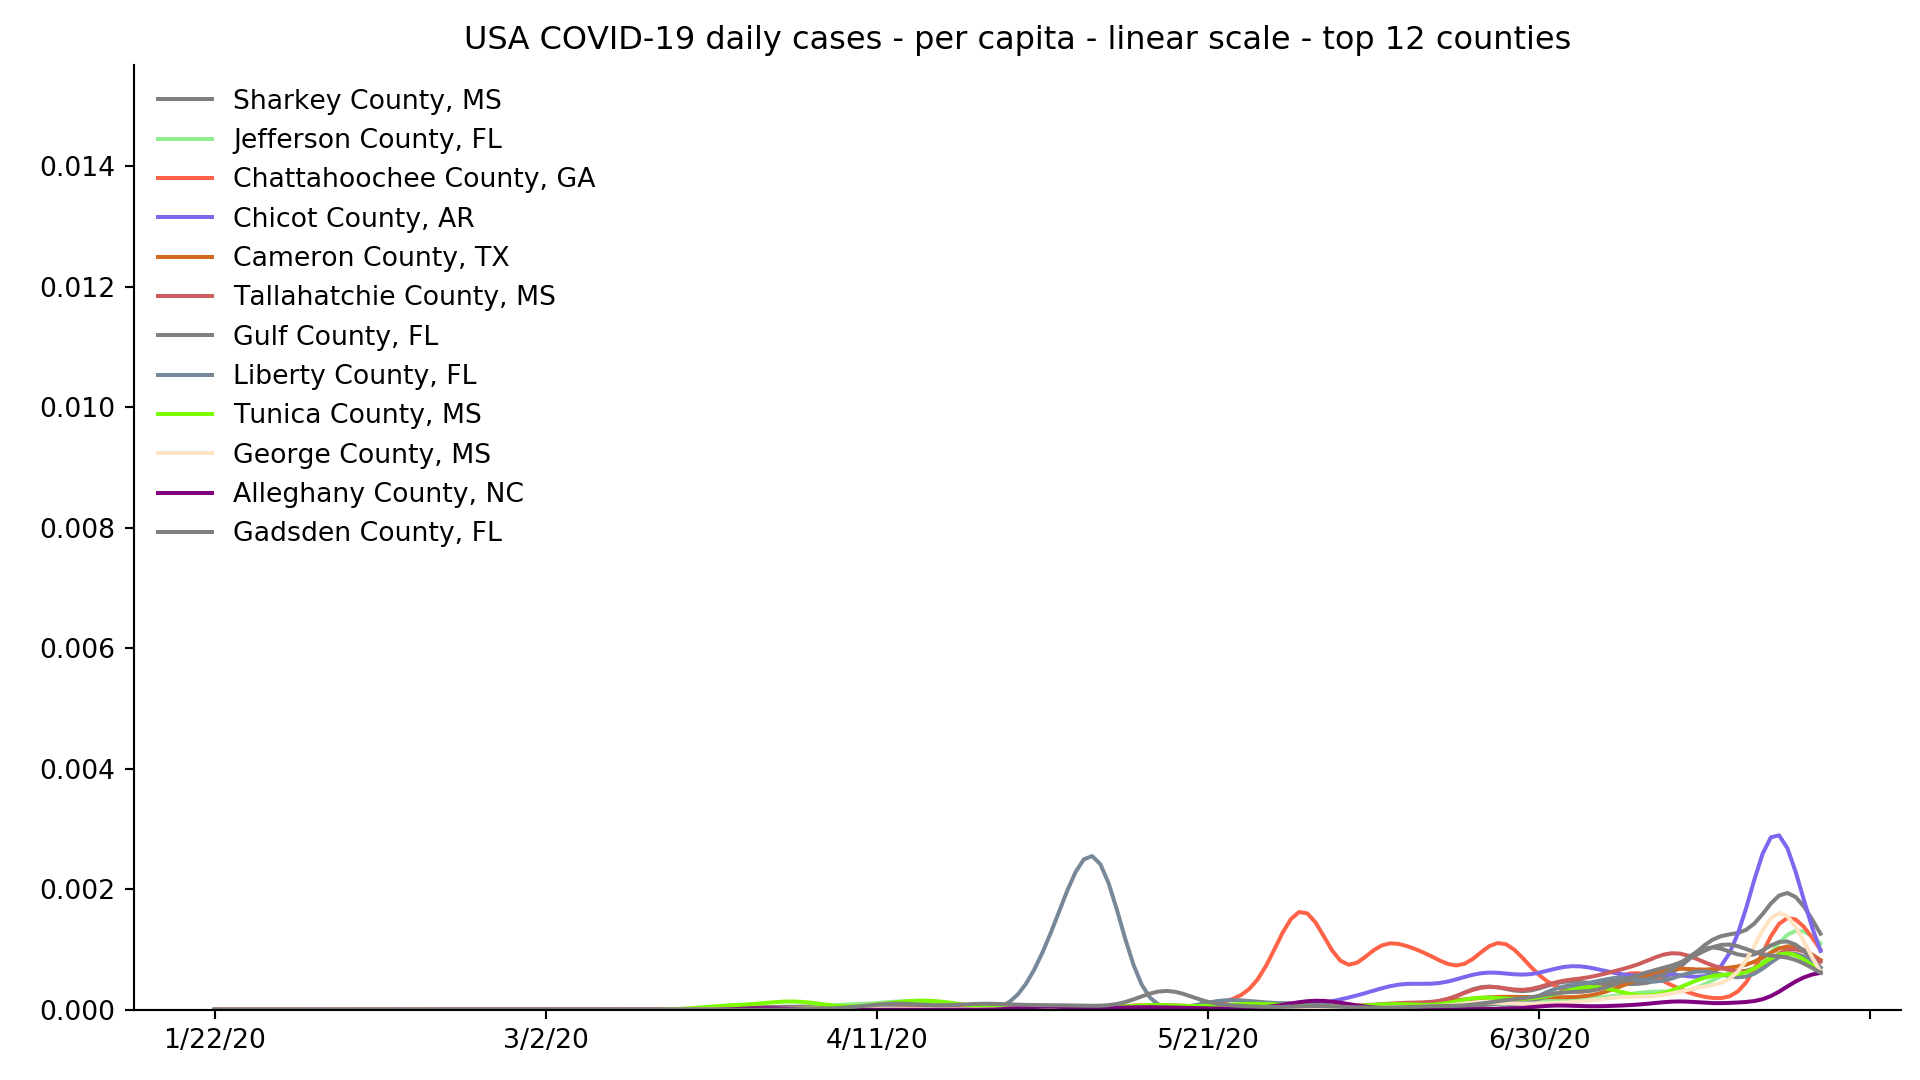 USA COVID-19 daily cases - per capita - linear scale - top 12 counties
Sharkey County, MS
Jefferson County, FL
Chattahoochee County, GA
Chicot County, AR
Cameron County, TX
Tallahatchie County, MS
Gulf County, FL
Liberty County, FL
Tunica County, MS
George County, MS
Alleghany County, NC
Gadsden County, FL
0.014
0.012
0.010
0.008
0.006
0.004
0.002
0.000
1/22/20 3/2/20 4/11/20 5/21/20 6/30/20